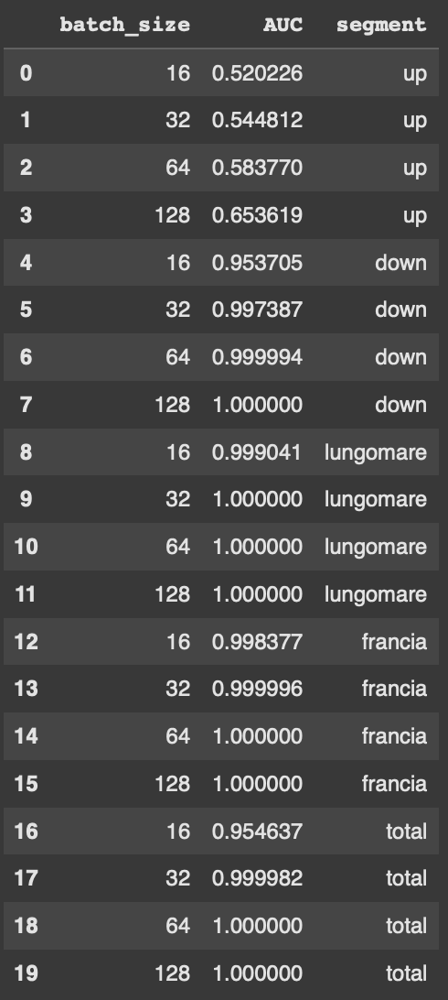 batch_size AUC segment
0 16 0.520226 up
1 32 0.544812 up
2 64 0.583770 up
3 128 0.653619 up
4 16 0.953705 down
5 32 0.997387 down
6 64 0.999994 down
7 128 1.000000 down
8 16 0.999041 lungomare
9 32 1.000000 lungomare
10 64 1.000000 lungomare
11 128 1.000000 lungomare
12 16 0.998377 francia
13 32 0.999996 francia
14 64 1.000000 francia
15 128 1.000000 francia
16 16 0.954637 total
17 32 0.999982 total
18 64 1.000000 total
19 128 1.000000 total